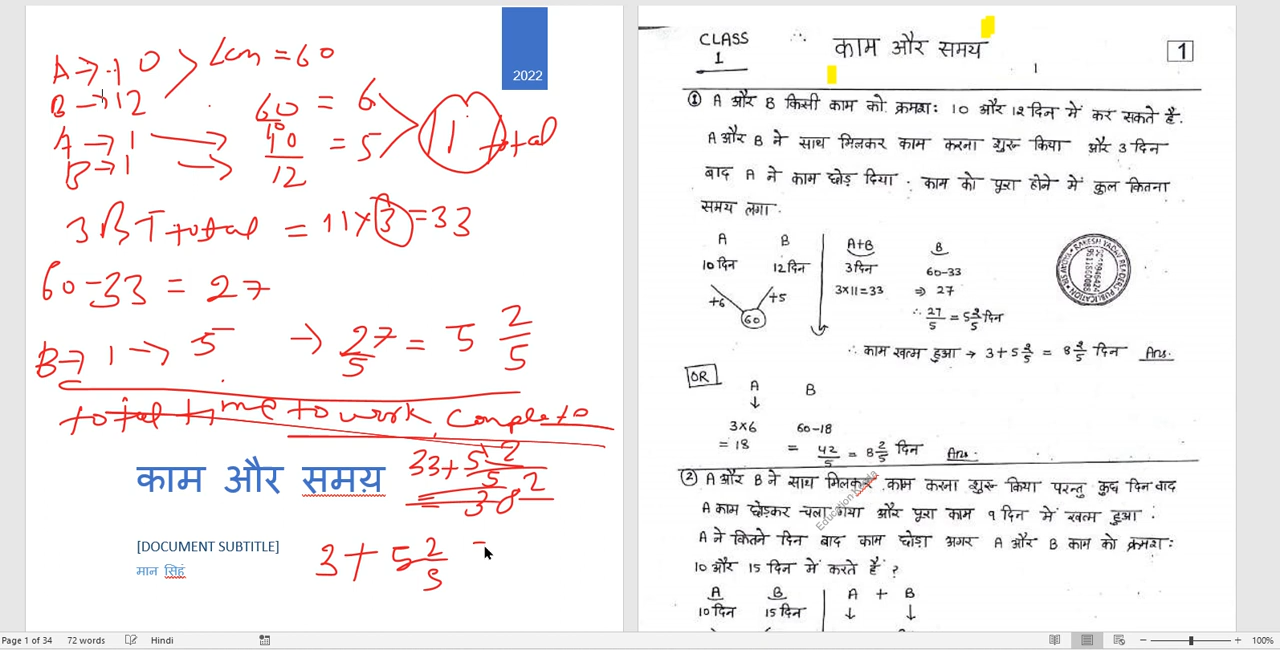 2022
A → 10
B → 12
Lcm = 60
A → 1 → 60/10 = 6
B → 1 → 60/12 = 5
11 total
3 BT total = 11 × 3 = 33
60 - 33 = 27
B → 1 → 5 → 27/5 = 5 2/5
total time to work complete
33 + 5 2/5
= 38 2
काम और समय
3 + 5 2/5 =
[DOCUMENT SUBTITLE]
मान सिहं
CLASS
1
काम और समय
1
① A और B किसी काम को क्रमशः 10 और 12 दिन में कर सकते है.
A और B ने साथ मिलकर काम करना शुरू किया और 3 दिन
बाद A ने काम छोड़ दिया . काम को पूरा होने में कुल कितना
समय लगा.
A B A+B B
10 दिन 12 दिन 3 दिन 60-33
3×11=33 ⇒ 27
+6 +5
60
∴ 27/5 = 5 2/5 दिन
∴ काम खत्म हुआ → 3 + 5 2/5 = 8 2/5 दिन Ans.
OR
A B
↓
3×6 60-18
= 18 = 42/5 = 8 2/5 दिन Ans.
② A और B ने साथ मिलकर काम करना शुरू किया परन्तु कुछ दिन बाद
A काम छोड़कर चला गया और पूरा काम 9 दिन में खत्म हुआ .
A ने कितने दिन बाद काम छोड़ा अगर A और B काम को क्रमशः
10 और 15 दिन में करते है ?
A B A + B
10 दिन 15 दिन ↓ ↓
Page 1 of 34 72 words Hindi 100%